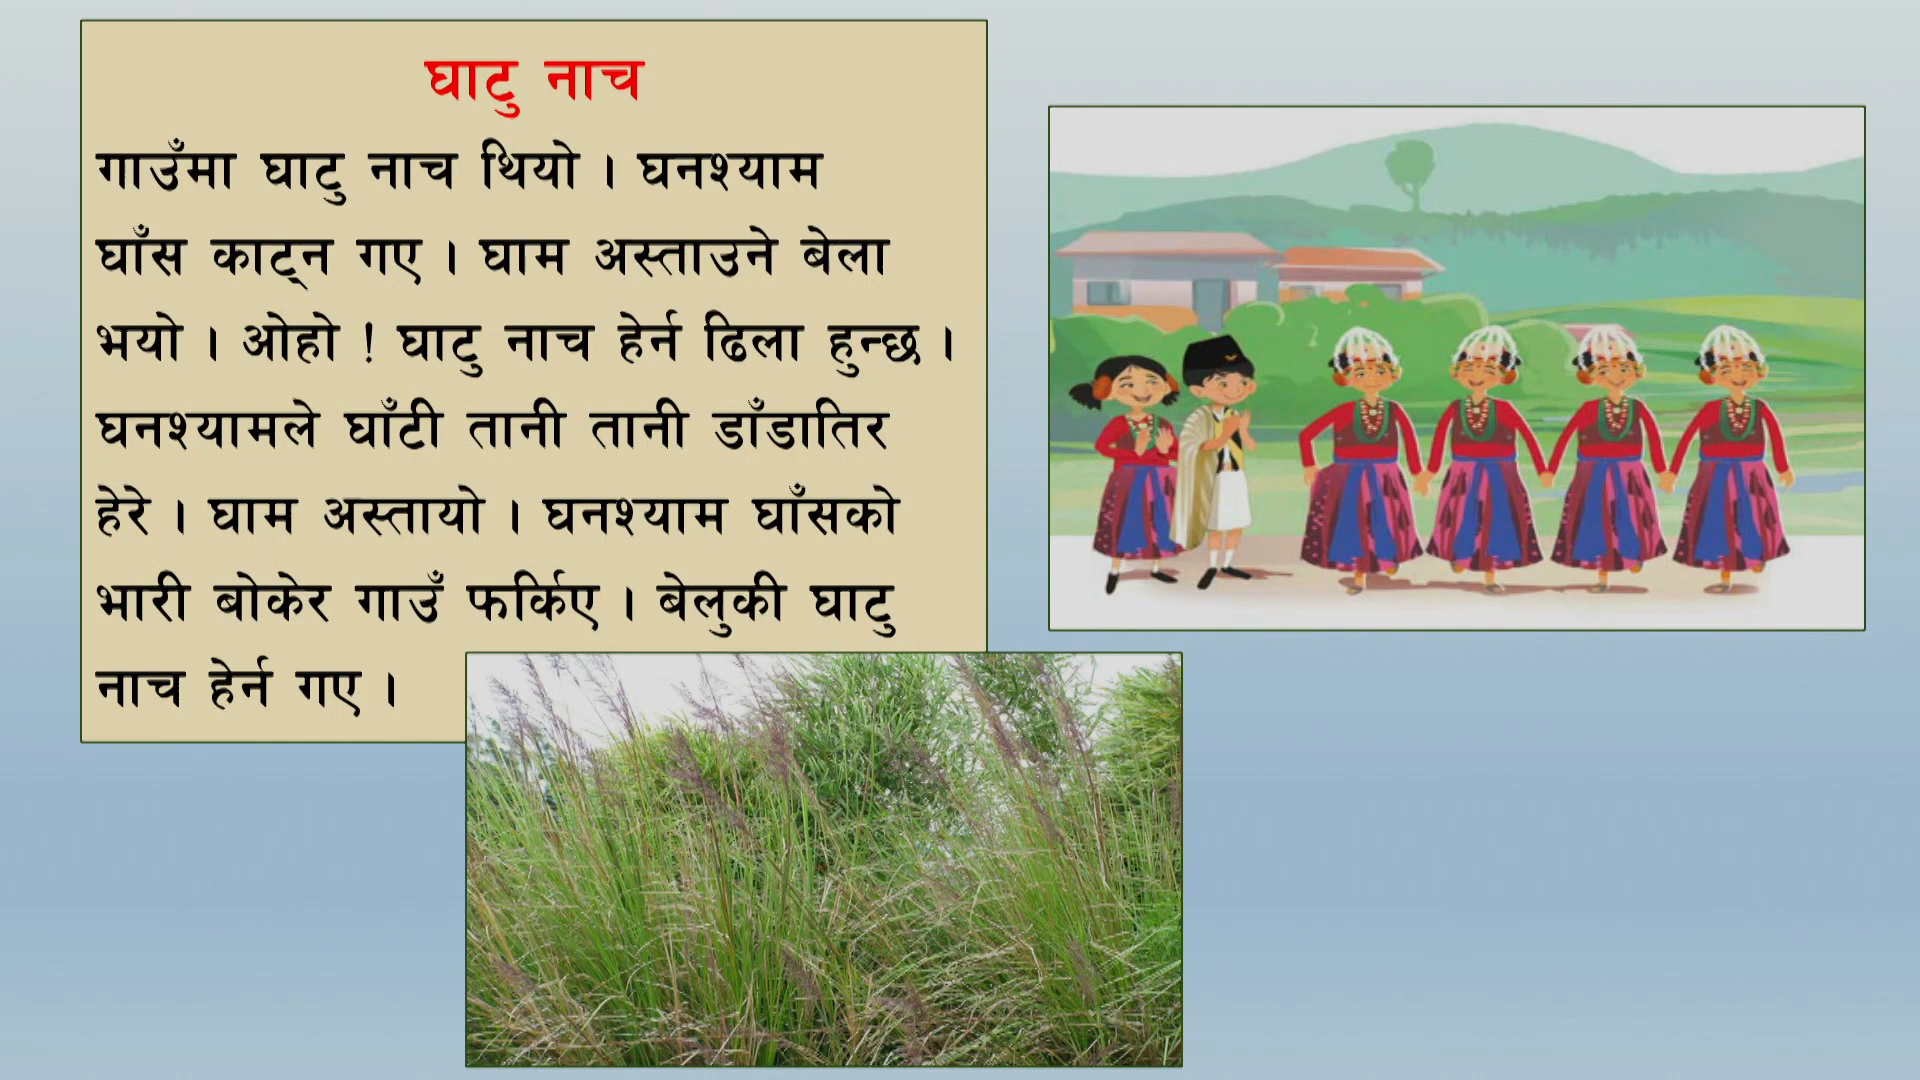 घाटु नाच
गाउँमा घाटु नाच थियो । घनश्याम
घाँस काट्न गए । घाम अस्ताउने बेला
भयो । ओहो ! घाटु नाच हेर्न ढिला हुन्छ ।
घनश्यामले घाँटी तानी तानी डाँडातिर
हेरे । घाम अस्तायो । घनश्याम घाँसको
भारी बोकेर गाउँ फर्किए । बेलुकी घाटु
नाच हेर्न गए ।